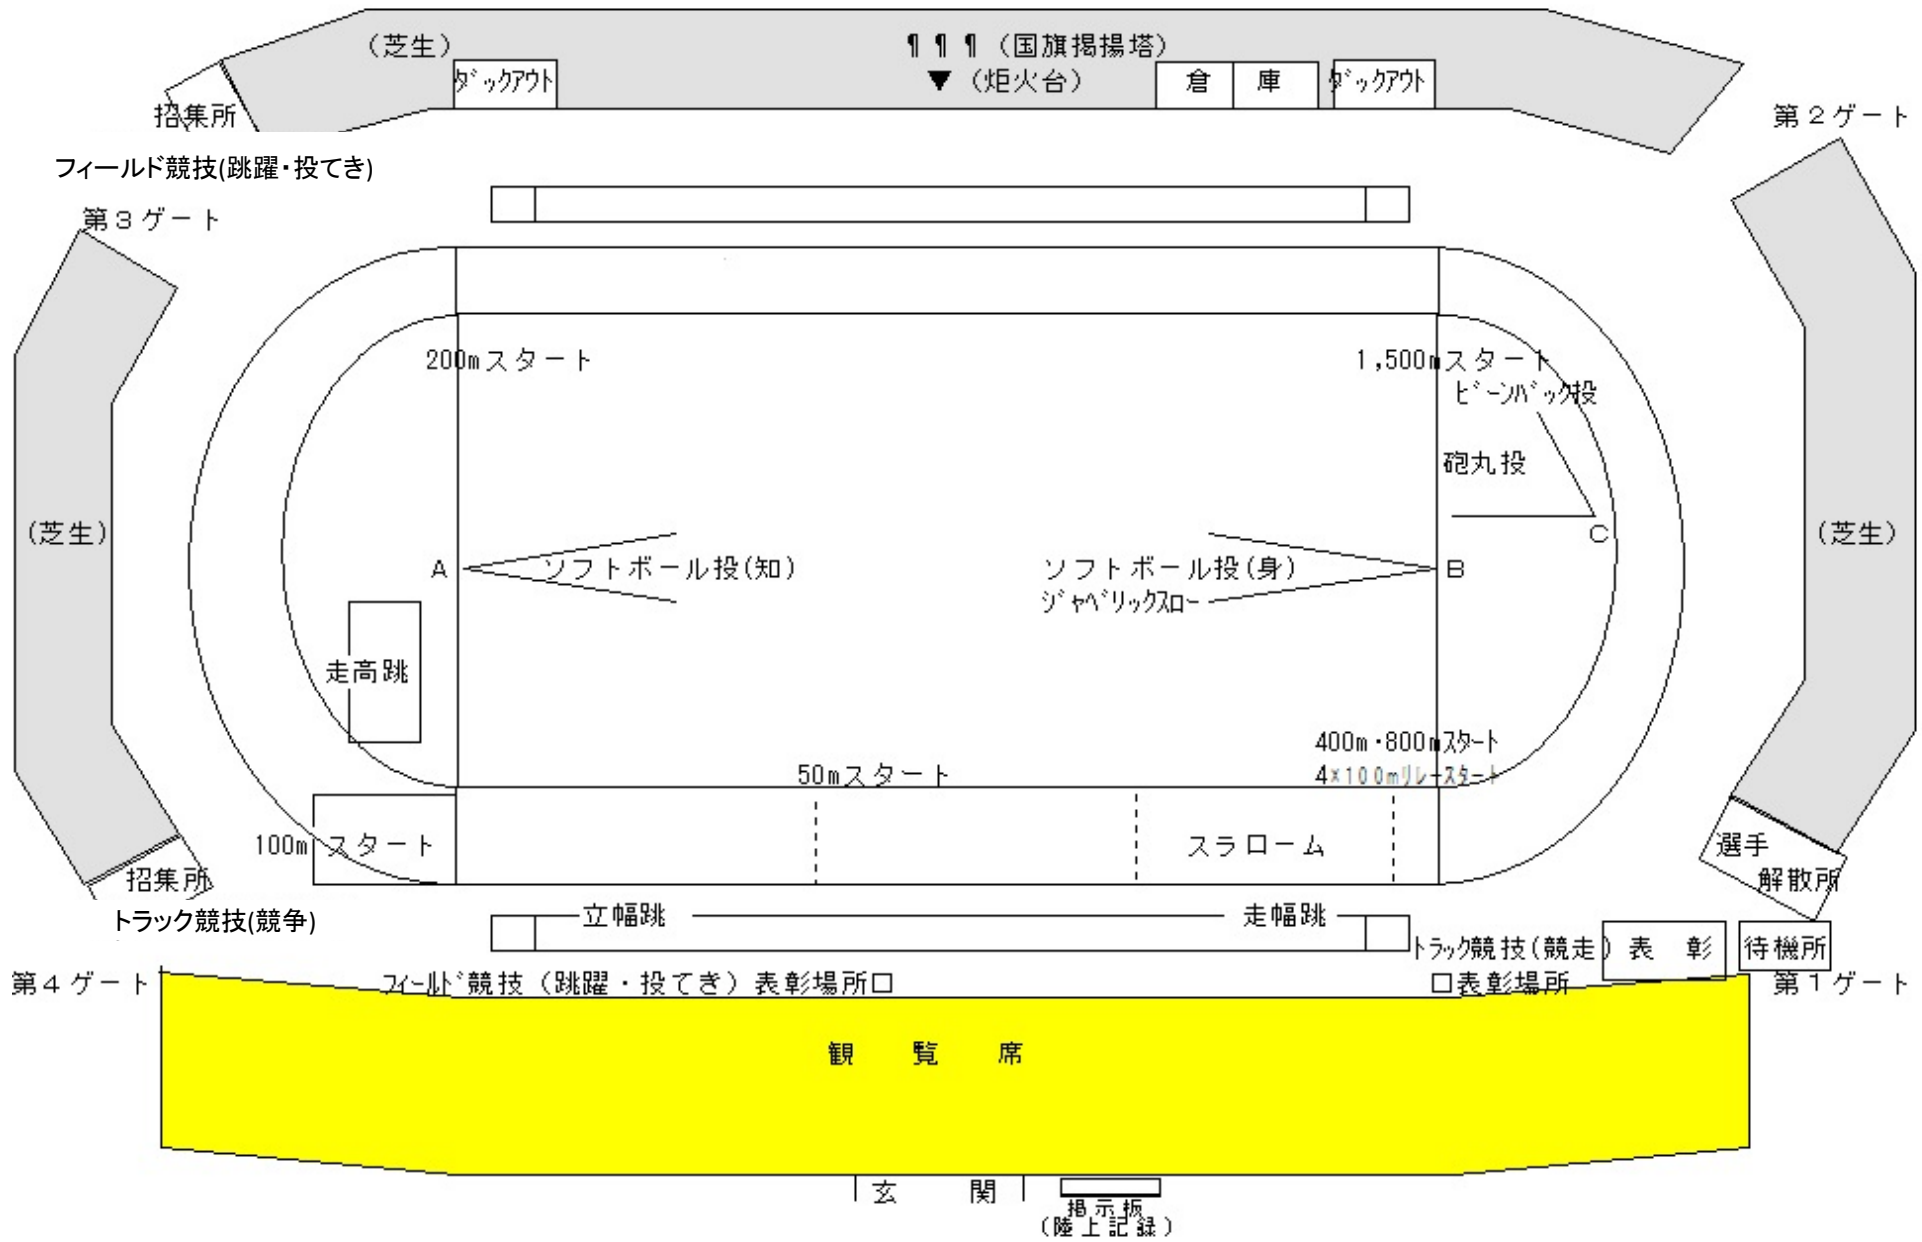 (芝生)
¶ ¶ ¶ (国旗掲揚塔)
ダックアウト
▼ (炬火台)
倉 庫
ダックアウト
招集所
第2ゲート
フィールド競技(跳躍・投てき)
第3ゲート
200mスタート
1,500mスタート
ビーンバック投
砲丸投
(芝生)
C
(芝生)
A
ソフトボール投(知)
ソフトボール投(身)
B
ジャベリックスロー
走高跳
400m・800mスタート
50mスタート
4×100mリレースタート
100mスタート
スラローム
選手
解散所
招集所
トラック競技(競争)
立幅跳
走幅跳
トラック競技(競走)
表 彰
待機所
第4ゲート
フィールド競技(跳躍・投てき)表彰場所□
□表彰場所
第1ゲート
観 覧 席
玄 関
掲示板
(陸上記録)